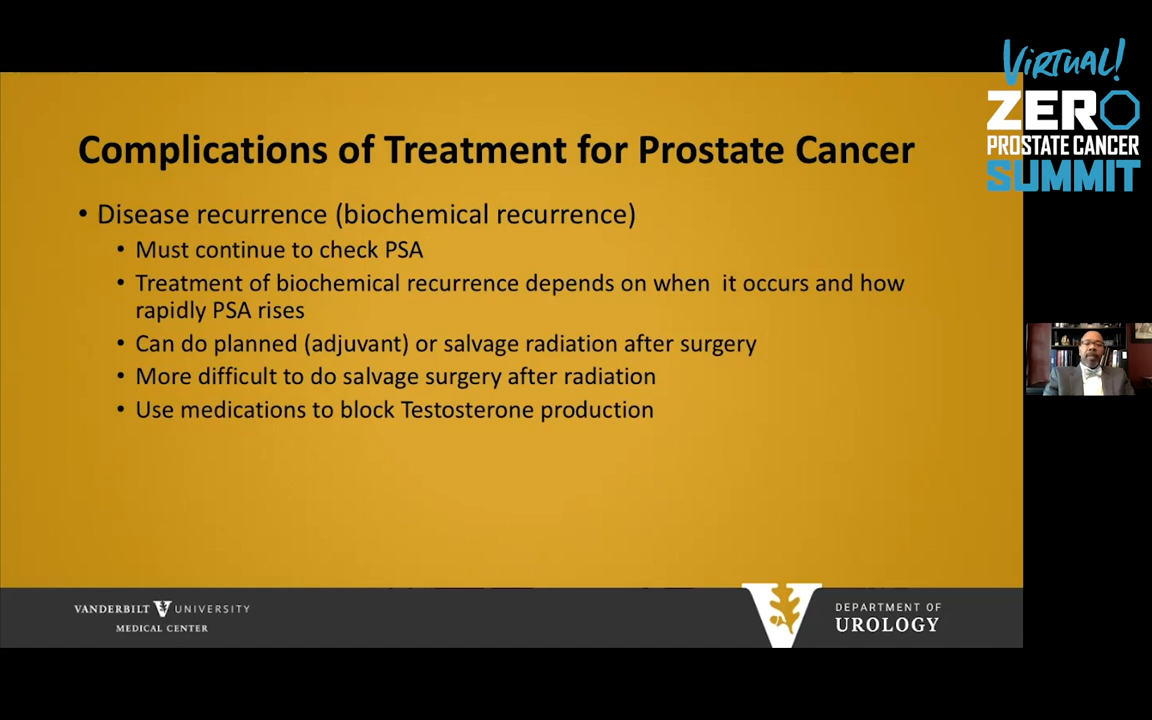 Virtual!
ZERO
PROSTATE CANCER
SUMMIT
Complications of Treatment for Prostate Cancer
• Disease recurrence (biochemical recurrence)
• Must continue to check PSA
• Treatment of biochemical recurrence depends on when it occurs and how
rapidly PSA rises
• Can do planned (adjuvant) or salvage radiation after surgery
• More difficult to do salvage surgery after radiation
• Use medications to block Testosterone production
VANDERBILT V UNIVERSITY
MEDICAL CENTER
DEPARTMENT OF
UROLOGY